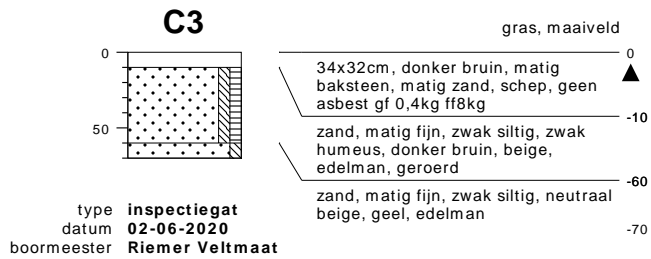 C3
gras, maaiveld
0
0
34x32cm, donker bruin, matig
baksteen, matig zand, schep, geen
asbest gf 0,4kg ff8kg
-10
50
zand, matig fijn, zwak siltig, zwak
humeus, donker bruin, beige,
edelman, geroerd
-60
zand, matig fijn, zwak siltig, neutraal
beige, geel, edelman
-70
type inspectiegat
datum 02-06-2020
boormeester Riemer Veltmaat